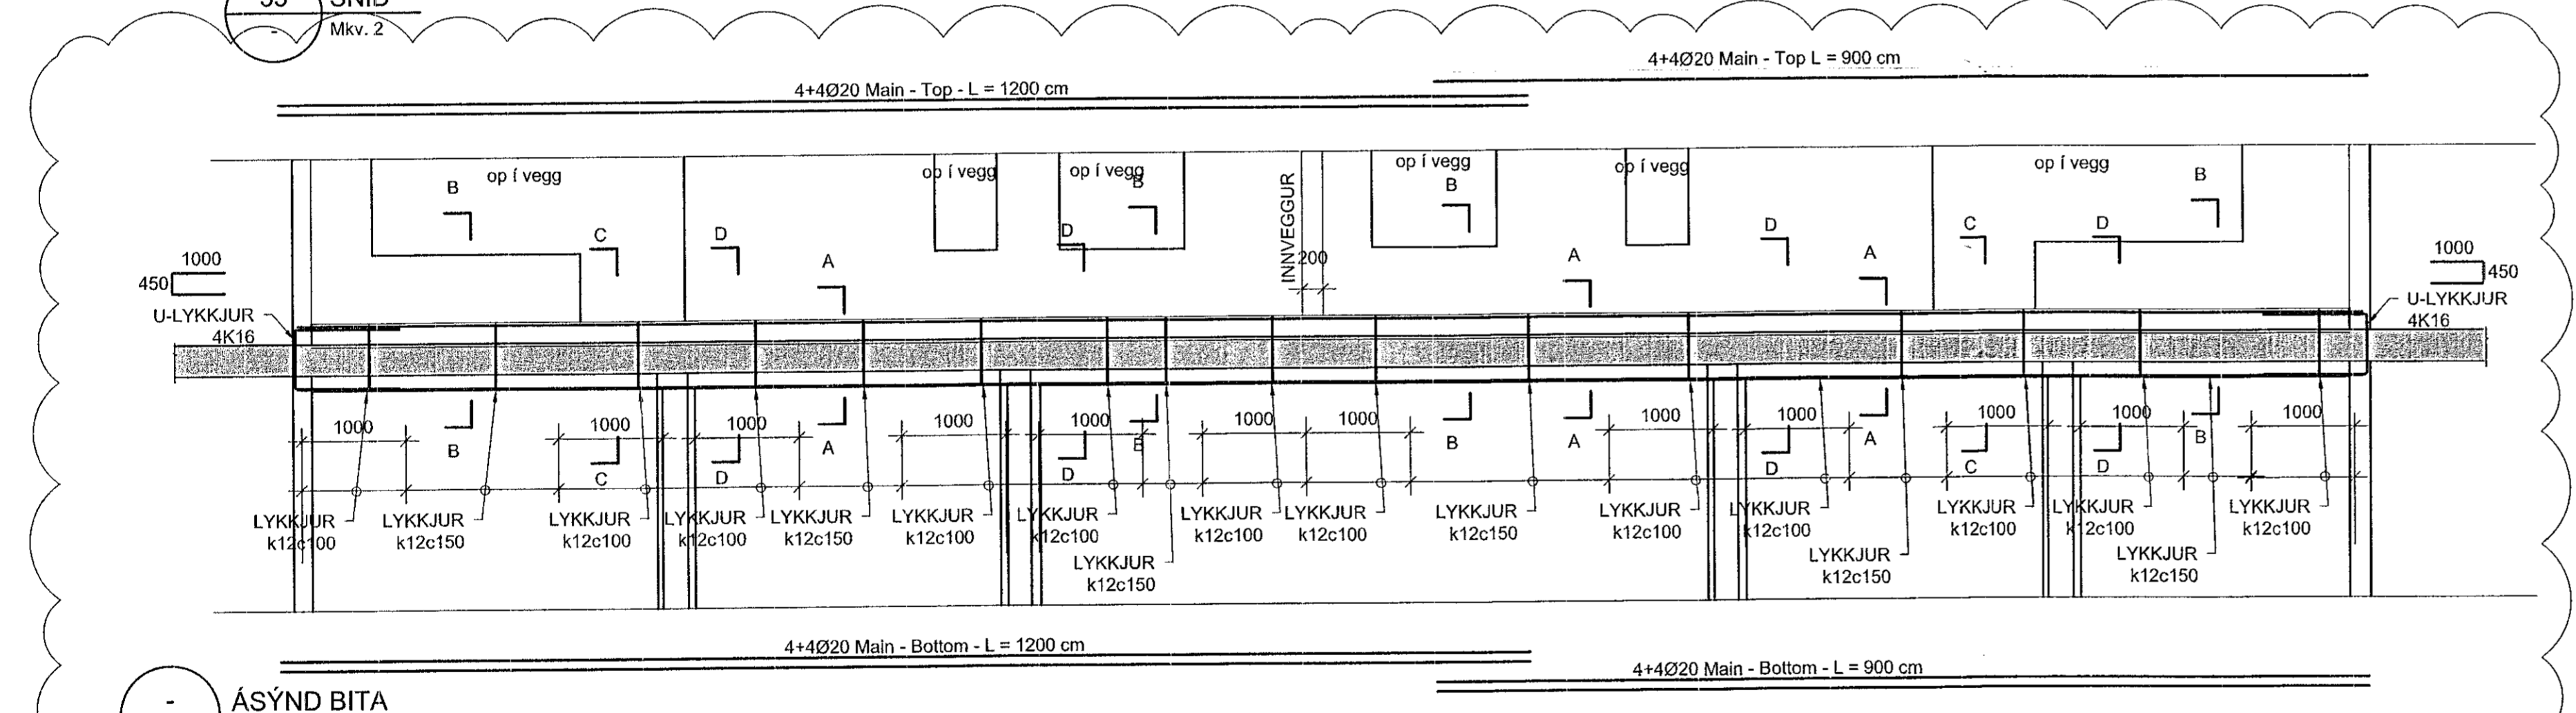 SNIÐ
-
Mkv. 2
4+4Ø20 Main - Top L = 900 cm
4+4Ø20 Main - Top - L = 1200 cm
op í vegg
op í vegg
op í vegg
op í vegg
op í vegg
op í vegg
B
B
B
B
C
D
D
D
C
D
A
A
A
INNVEGGUR
200
1000
450
U-LYKKJUR
4K16
1000
450
U-LYKKJUR
4K16
1000
1000
1000
1000
1000
1000
1000
1000
1000
1000
1000
1000
B
C
D
A
D
B
B
A
D
A
C
D
B
LYKKJUR
k12c100
LYKKJUR
k12c150
LYKKJUR
k12c100
LYKKJUR
k12c100
LYKKJUR
k12c150
LYKKJUR
k12c100
LYKKJUR
k12c100
LYKKJUR
k12c150
LYKKJUR
k12c100
LYKKJUR
k12c100
LYKKJUR
k12c150
LYKKJUR
k12c100
LYKKJUR
k12c100
LYKKJUR
k12c150
LYKKJUR
k12c100
LYKKJUR
k12c100
LYKKJUR
k12c150
LYKKJUR
k12c100
4+4Ø20 Main - Bottom - L = 1200 cm
4+4Ø20 Main - Bottom - L = 900 cm
-
ÁSÝND BITA